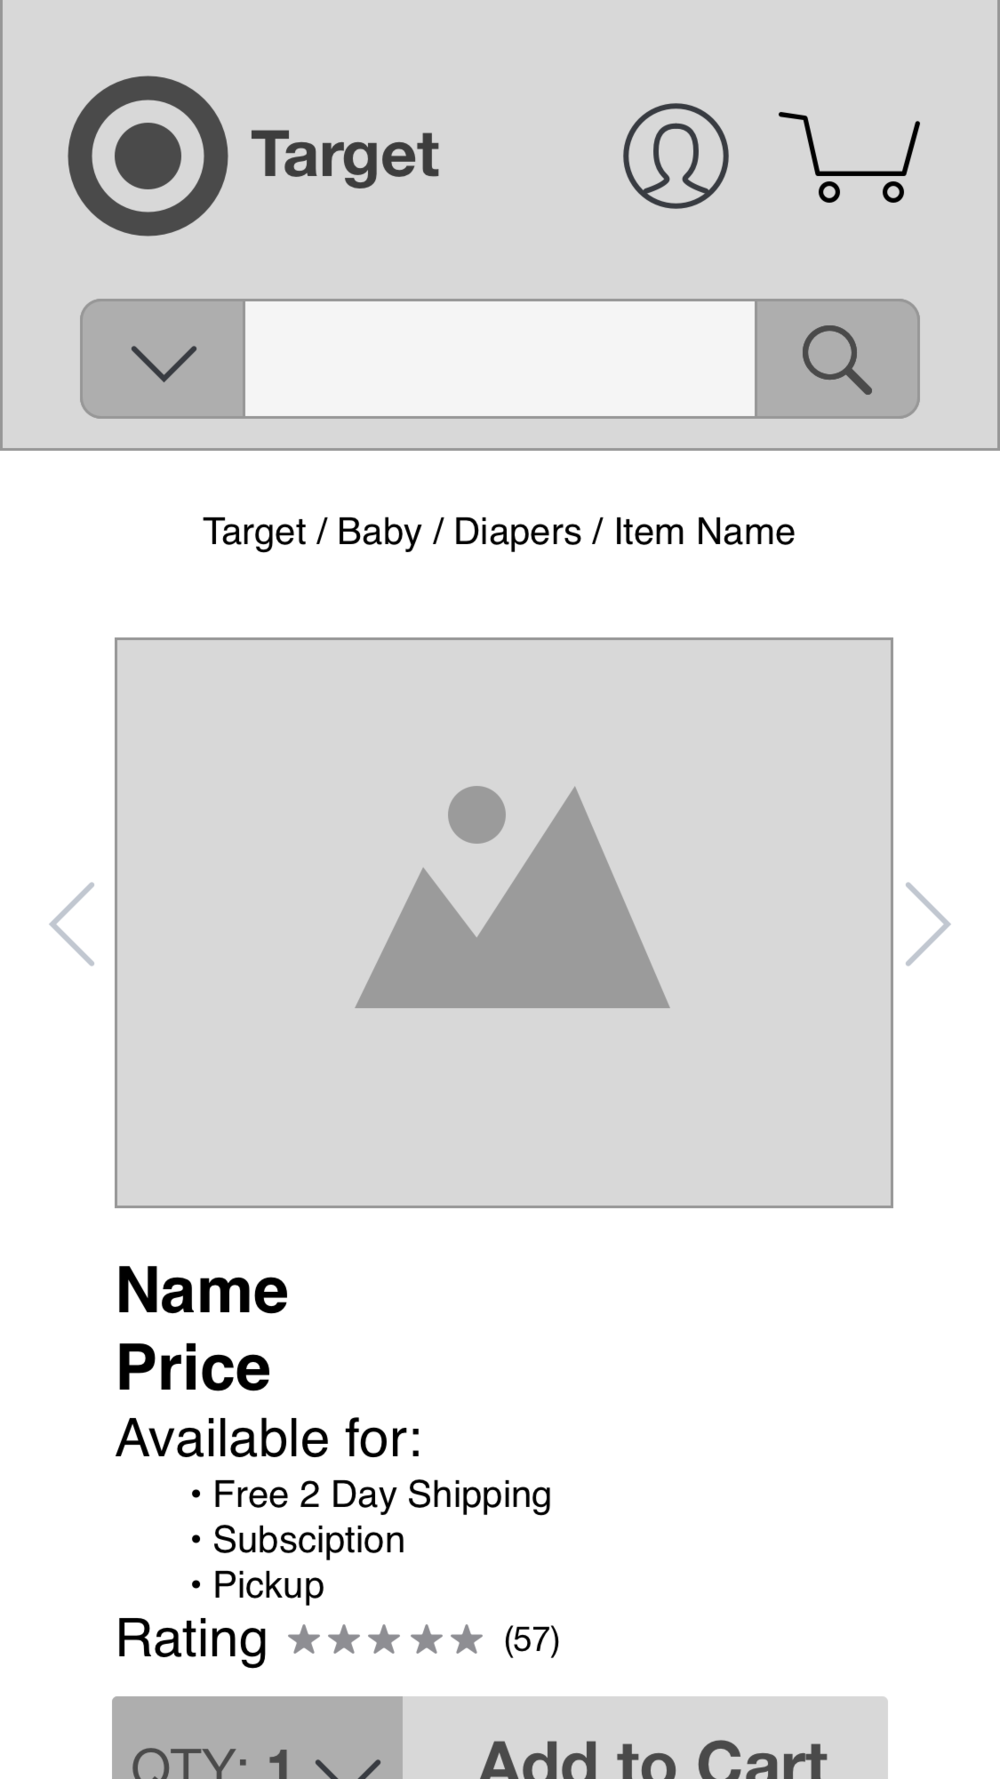 Target
Target / Baby / Diapers / Item Name
Name
Price
Available for:
• Free 2 Day Shipping
• Subsciption
• Pickup
Rating ★★★★★ (57)
QTY: 1 Add to Cart